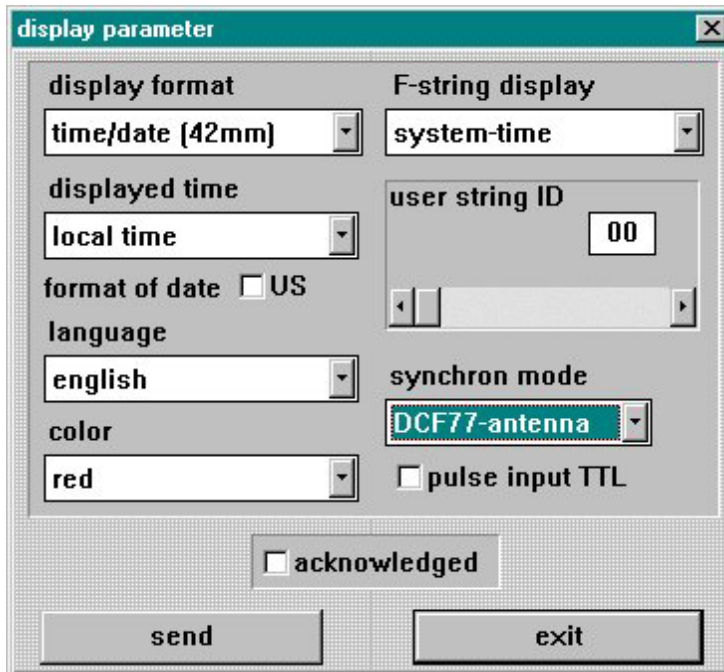 display parameter
display format
time/date (42mm)
displayed time
local time
format of date US
language
english
color
red
F-string display
system-time
user string ID
00
synchron mode
DCF77-antenna
pulse input TTL
acknowledged
send
exit